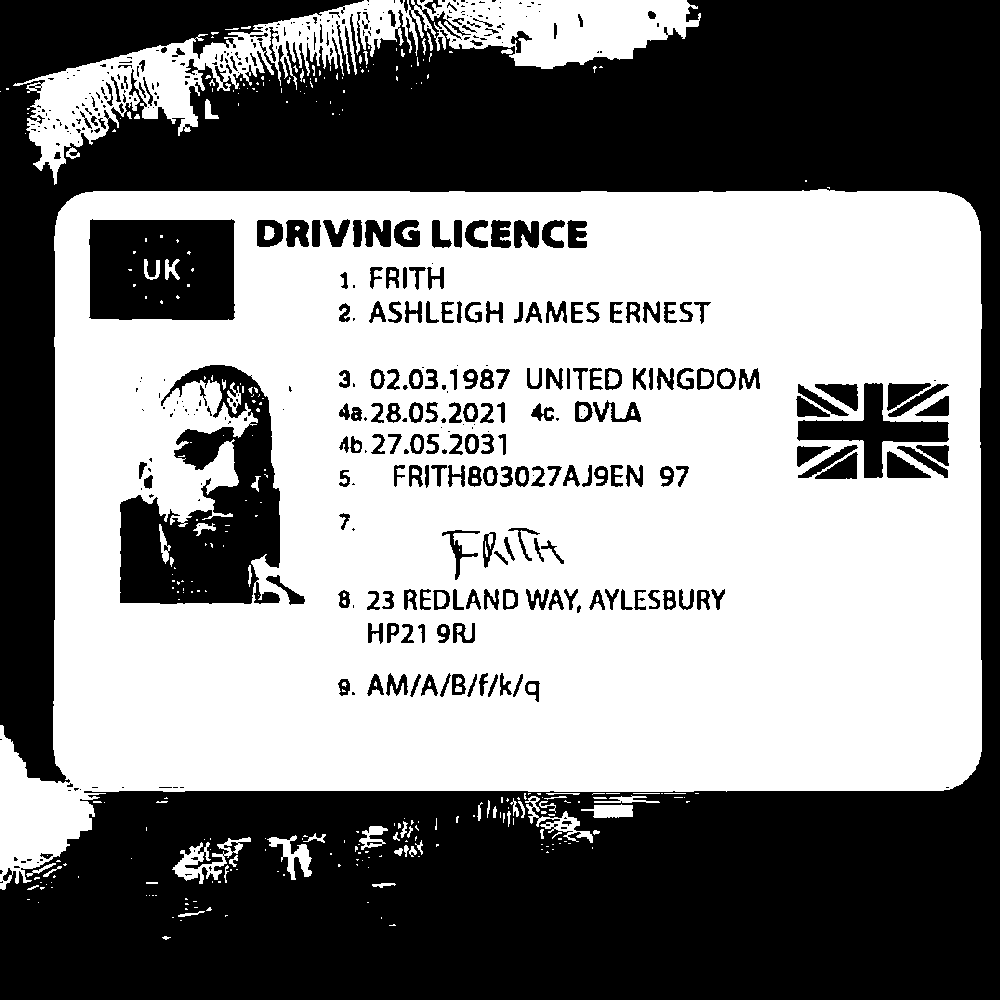 UK
DRIVING LICENCE
1. FRITH
2. ASHLEIGH JAMES ERNEST
3. 02.03.1987 UNITED KINGDOM
4a. 28.05.2021 4c. DVLA
4b. 27.05.2031
5. FRITH803027AJ9EN 97
7.
FRITH
8. 23 REDLAND WAY, AYLESBURY
HP21 9RJ
9. AM/A/B/f/k/q